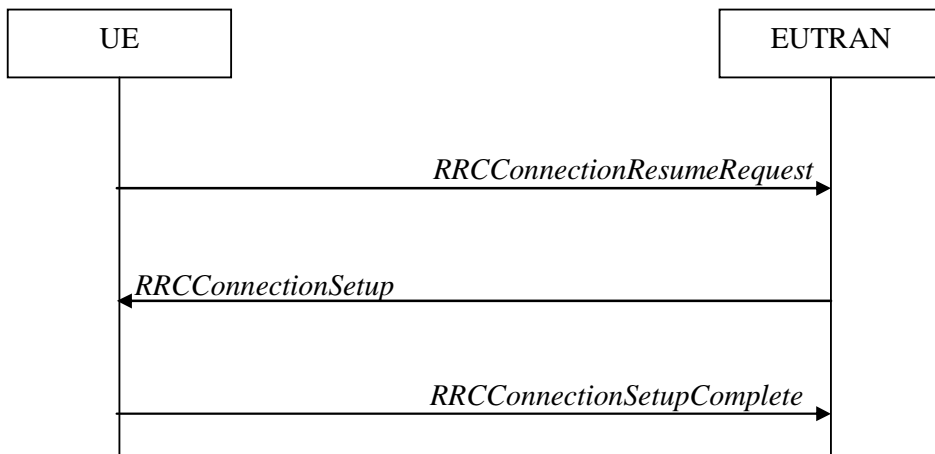 UE
EUTRAN
RRCConnectionResumeRequest
RRCConnectionSetup
RRCConnectionSetupComplete